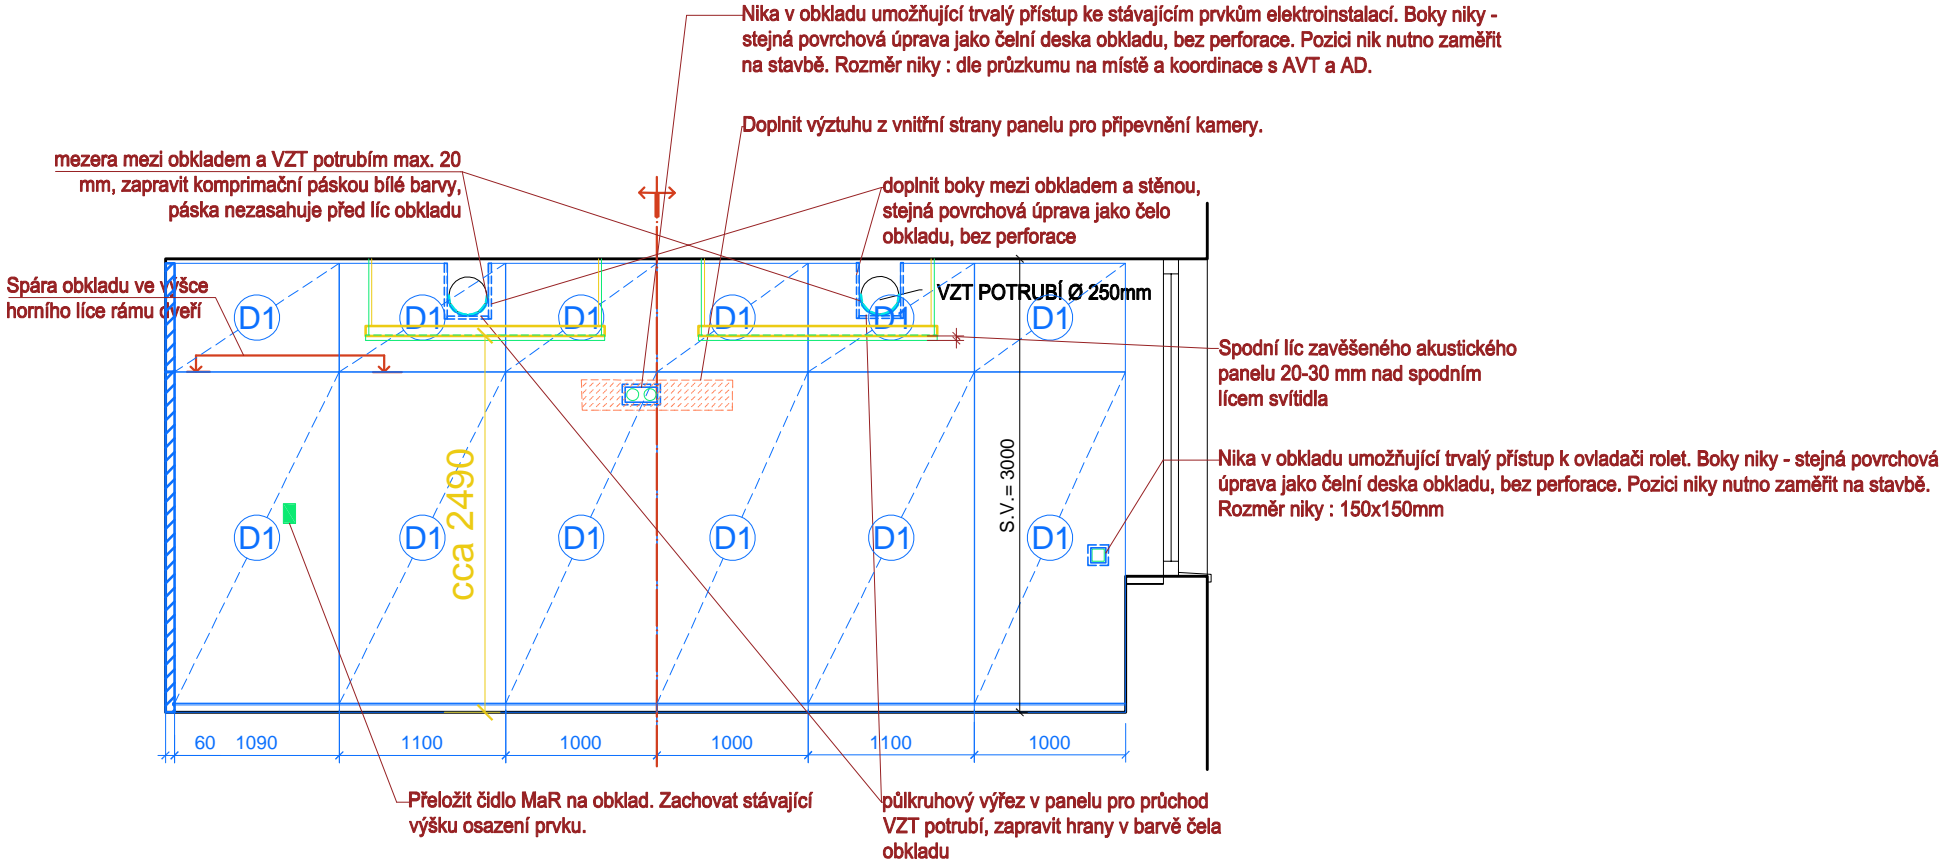 Nika v obkladu umožňující trvalý přístup ke stávajícím prvkům elektroinstalací. Boky niky -
stejná povrchová úprava jako čelní deska obkladu, bez perforace. Pozici nik nutno zaměřit
na stavbě. Rozměr niky : dle průzkumu na místě a koordinace s AVT a AD.
Doplnit výztuhu z vnitřní strany panelu pro připevnění kamery.
mezera mezi obkladem a VZT potrubím max. 20
mm, zapravit komprimační páskou bílé barvy,
páska nezasahuje před líc obkladu
doplnit boky mezi obkladem a stěnou,
stejná povrchová úprava jako čelo
obkladu, bez perforace
Spára obkladu ve výšce
horního líce rámu dveří
VZT POTRUBÍ Ø 250mm
D1 D1 D1 D1 D1 D1
Spodní líc zavěšeného akustického
panelu 20-30 mm nad spodním
lícem svítidla
cca 2490
S.V.= 3000
Nika v obkladu umožňující trvalý přístup k ovladači rolet. Boky niky - stejná povrchová
úprava jako čelní deska obkladu, bez perforace. Pozici niky nutno zaměřit na stavbě.
Rozměr niky : 150x150mm
D1 D1 D1 D1 D1 D1
60 1090 1100 1000 1000 1100 1000
Přeložit čidlo MaR na obklad. Zachovat stávající
výšku osazení prvku.
půlkruhový výřez v panelu pro průchod
VZT potrubí, zapravit hrany v barvě čela
obkladu